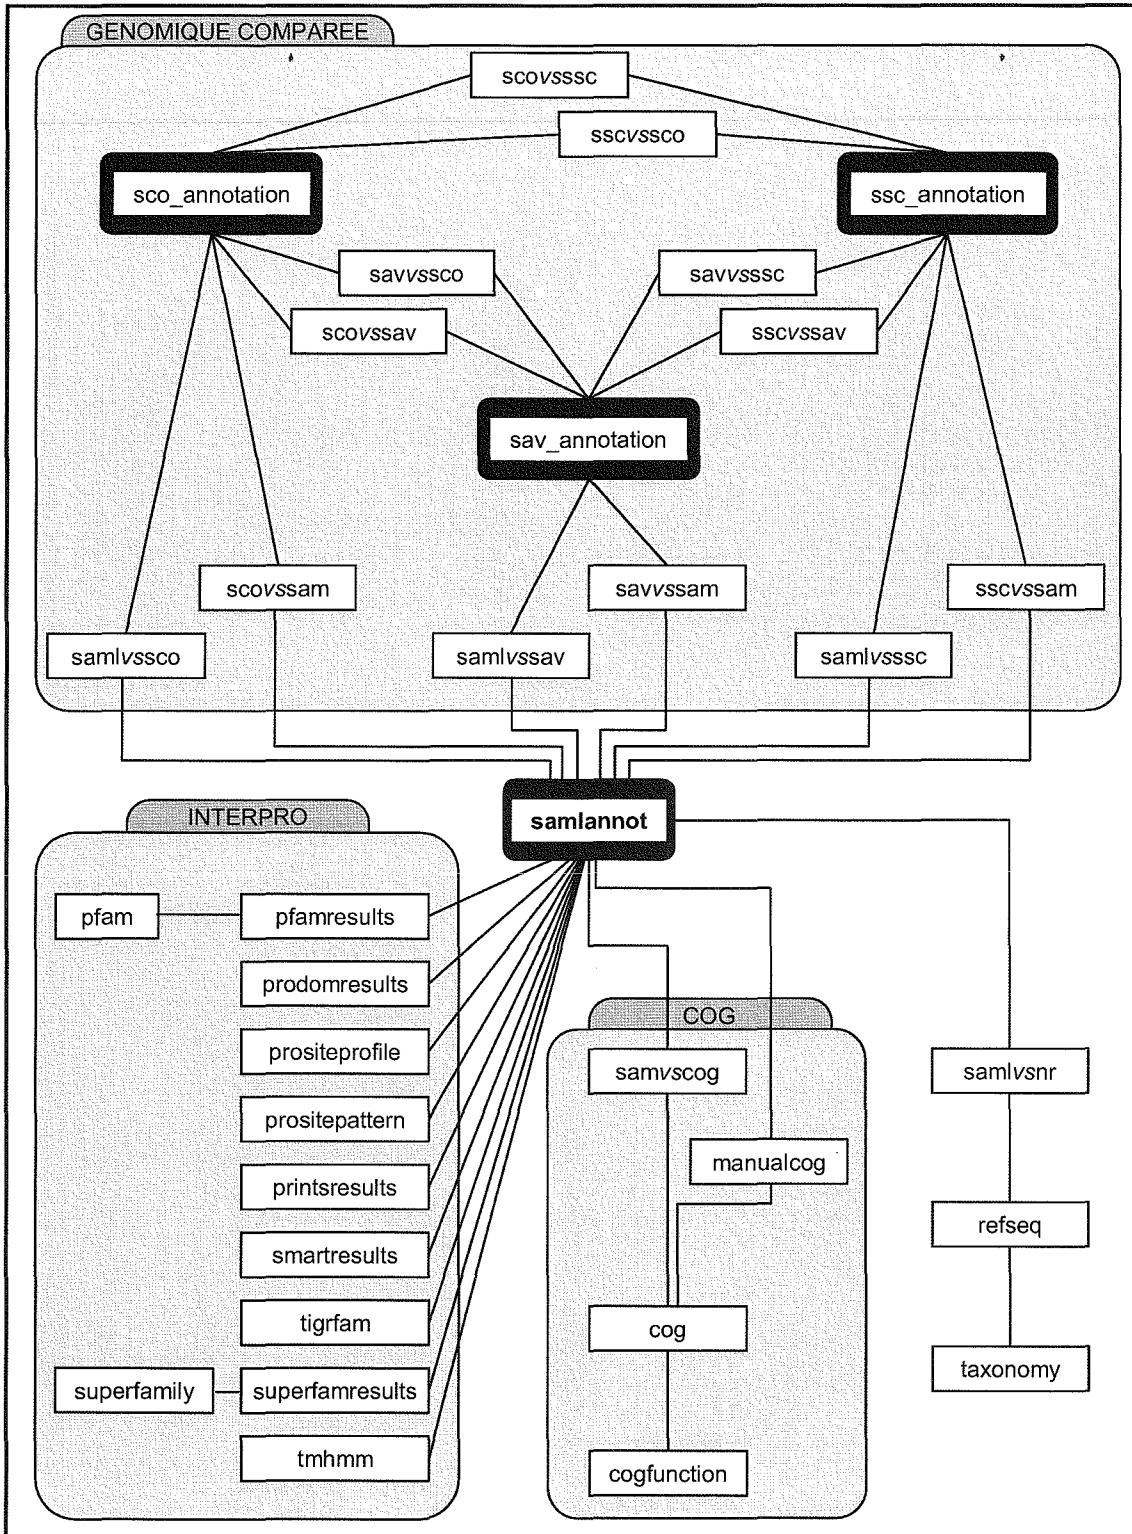 GENOMIQUE COMPAREE
scovsssc
sscvssco
sco_annotation
ssc_annotation
savvssco
savvsssc
scovssav
sscvssav
sav_annotation
scovssam
savvssam
sscvssam
samlvssco
samlvssav
samlvsssc
samlannot
INTERPRO
pfam
pfamresults
prodomresults
prositeprofile
prositepattern
printsresults
smartresults
tigrfam
superfamily
superfamresults
tmhmm
COG
samvscog
manualcog
cog
cogfunction
samlvsnr
refseq
taxonomy